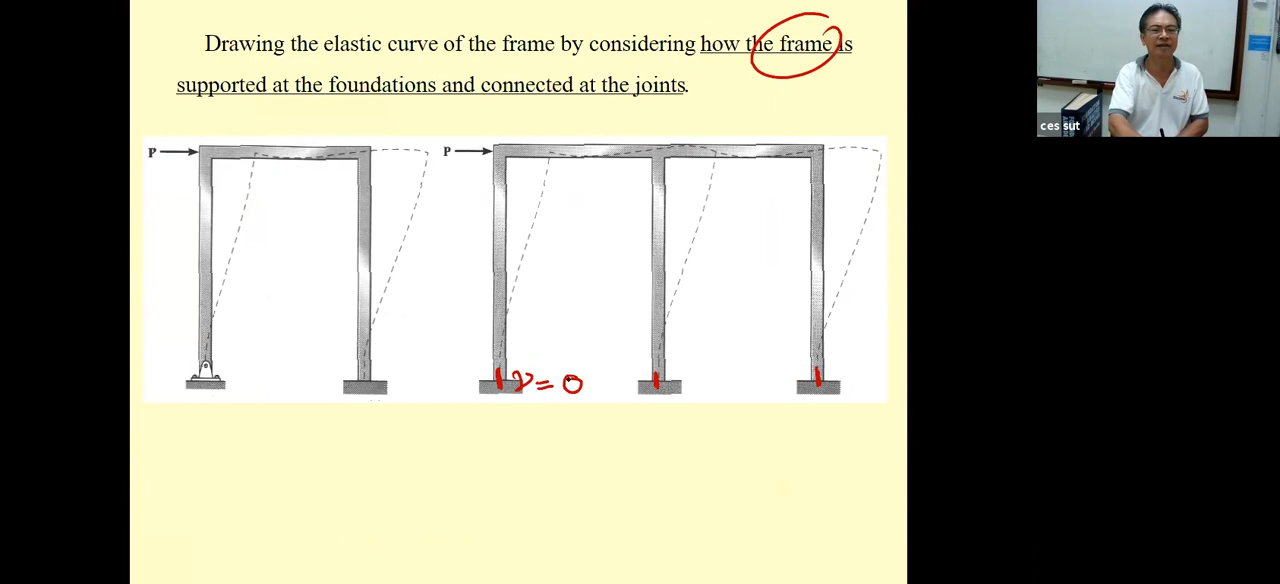 Drawing the elastic curve of the frame by considering how the frame is
supported at the foundations and connected at the joints.
P
P
ν = 0
ces sut